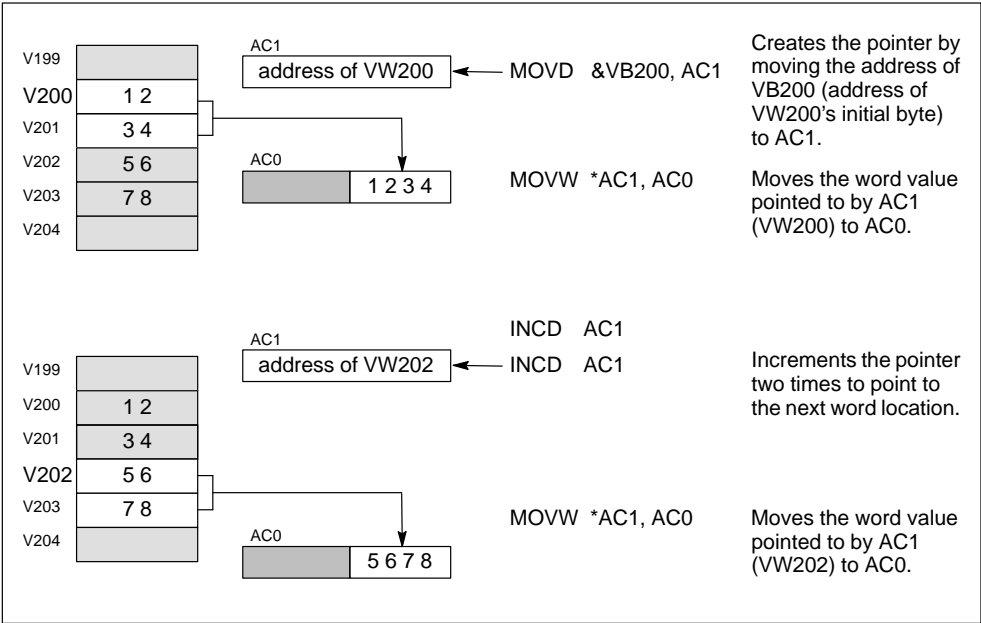 V199
V200 1 2
V201 3 4
V202 5 6
V203 7 8
V204
AC1
address of VW200
MOVD &VB200, AC1
Creates the pointer by
moving the address of
VB200 (address of
VW200's initial byte)
to AC1.
AC0
1 2 3 4
MOVW *AC1, AC0
Moves the word value
pointed to by AC1
(VW200) to AC0.
V199
V200 1 2
V201 3 4
V202 5 6
V203 7 8
V204
AC1
address of VW202
INCD AC1
INCD AC1
Increments the pointer
two times to point to
the next word location.
AC0
5 6 7 8
MOVW *AC1, AC0
Moves the word value
pointed to by AC1
(VW202) to AC0.